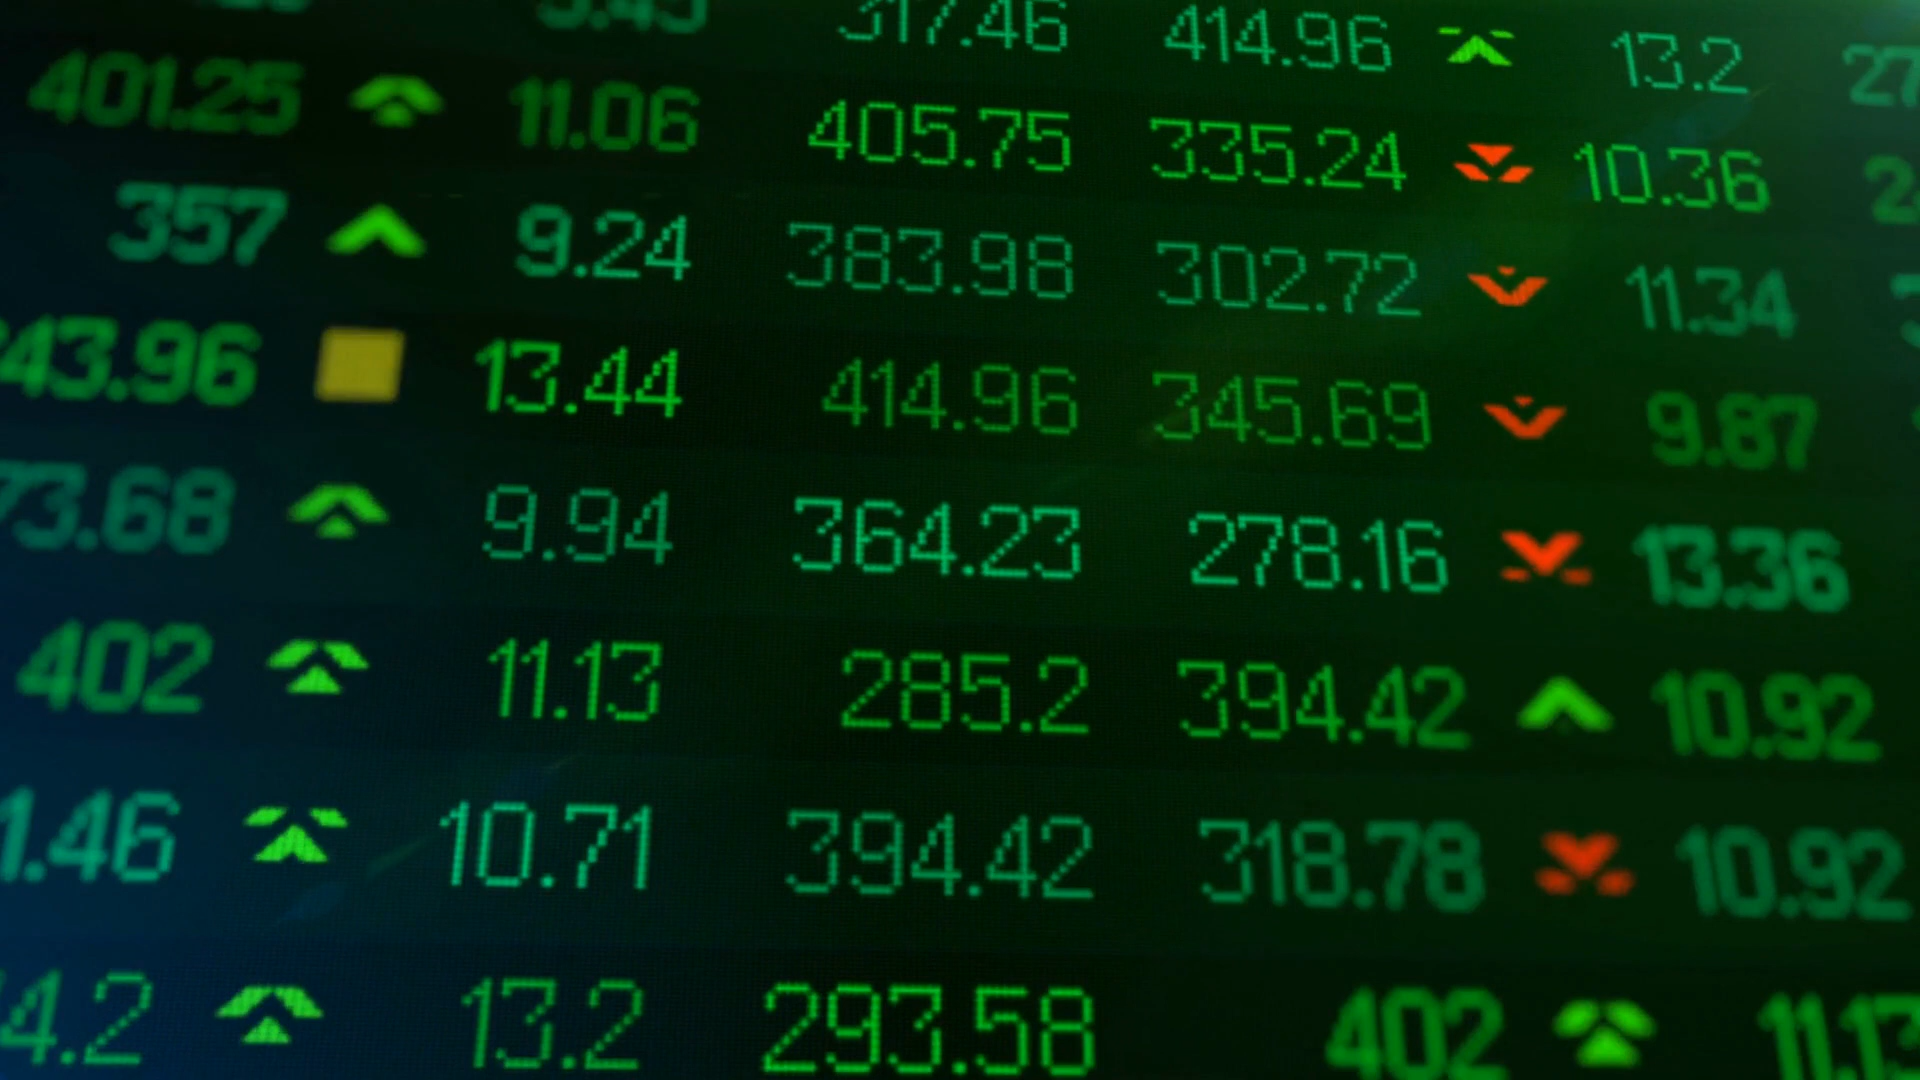 317.46 414.96 13.2
401.25 11.06 405.75 335.24 10.36
357 9.24 383.98 302.72 11.34
43.96 13.44 414.96 345.69 9.87
73.68 9.94 364.23 278.16 13.36
402 11.13 285.2 394.42 10.92
1.46 10.71 394.42 318.78 10.92
4.2 13.2 293.58 402 11.13